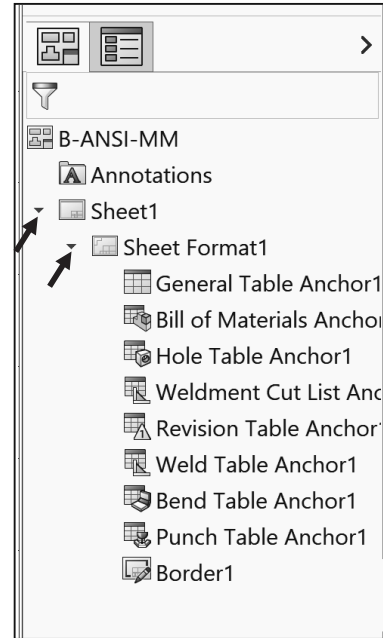 B-ANSI-MM
Annotations
Sheet1
Sheet Format1
General Table Anchor1
Bill of Materials Anchor
Hole Table Anchor1
Weldment Cut List Anc
Revision Table Anchor
Weld Table Anchor1
Bend Table Anchor1
Punch Table Anchor1
Border1